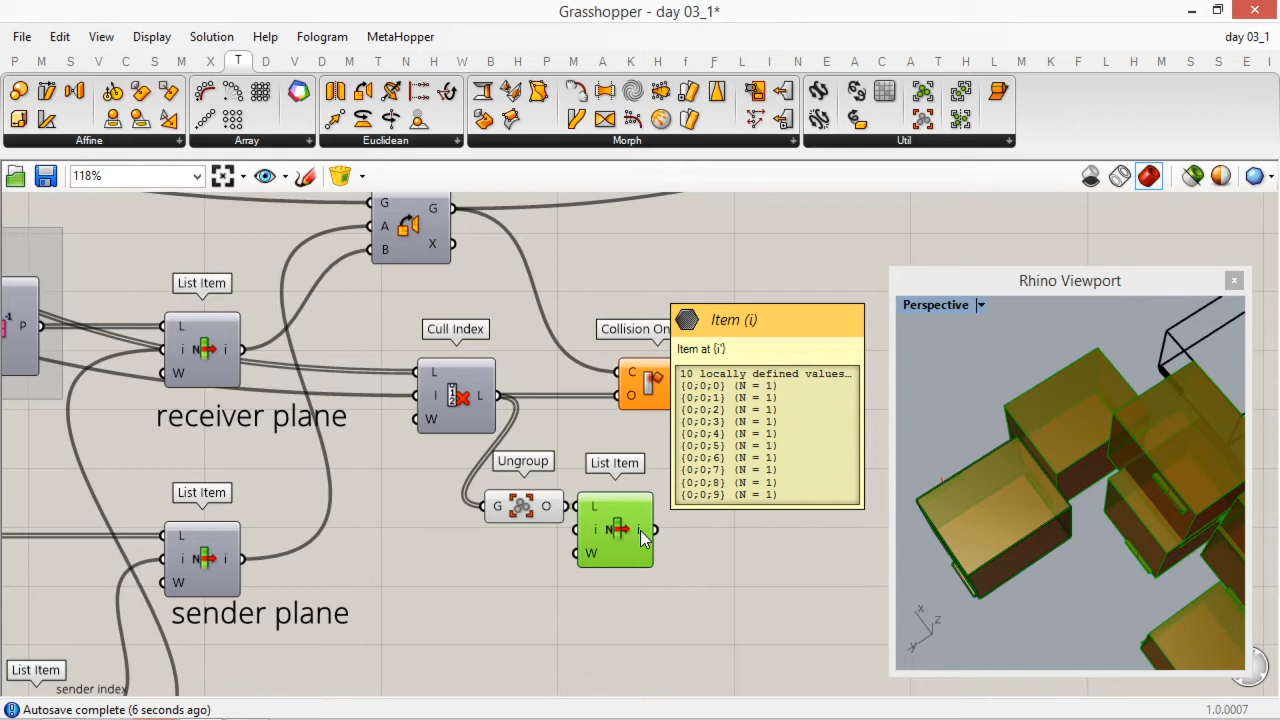 Grasshopper - day 03_1*
File Edit View Display Solution Help Fologram MetaHopper day 03_1
P M S V D C S M X T D V D A M T N H W B H P M A K H F Z A D K L I A C A S K U X M T L M F S S B G E I
Affine Array Euclidean Morph Util
118%
G G
A
B X
List Item
Cull Index
Collision On
Item (i)
Item at {i'}
10 locally defined values…
{0;0;0} (N = 1)
{0;0;1} (N = 1)
{0;0;2} (N = 1)
{0;0;3} (N = 1)
{0;0;4} (N = 1)
{0;0;5} (N = 1)
{0;0;6} (N = 1)
{0;0;7} (N = 1)
{0;0;8} (N = 1)
{0;0;9} (N = 1)
Rhino Viewport
Perspective
-1
P
L
i N i
W
L
I L
W
C
O
receiver plane
Ungroup
List Item
List Item
G O
L
i N i
W
L
i N i
W
sender plane
x
z
y
List Item
sender index
Autosave complete (6 seconds ago) 1.0.0007